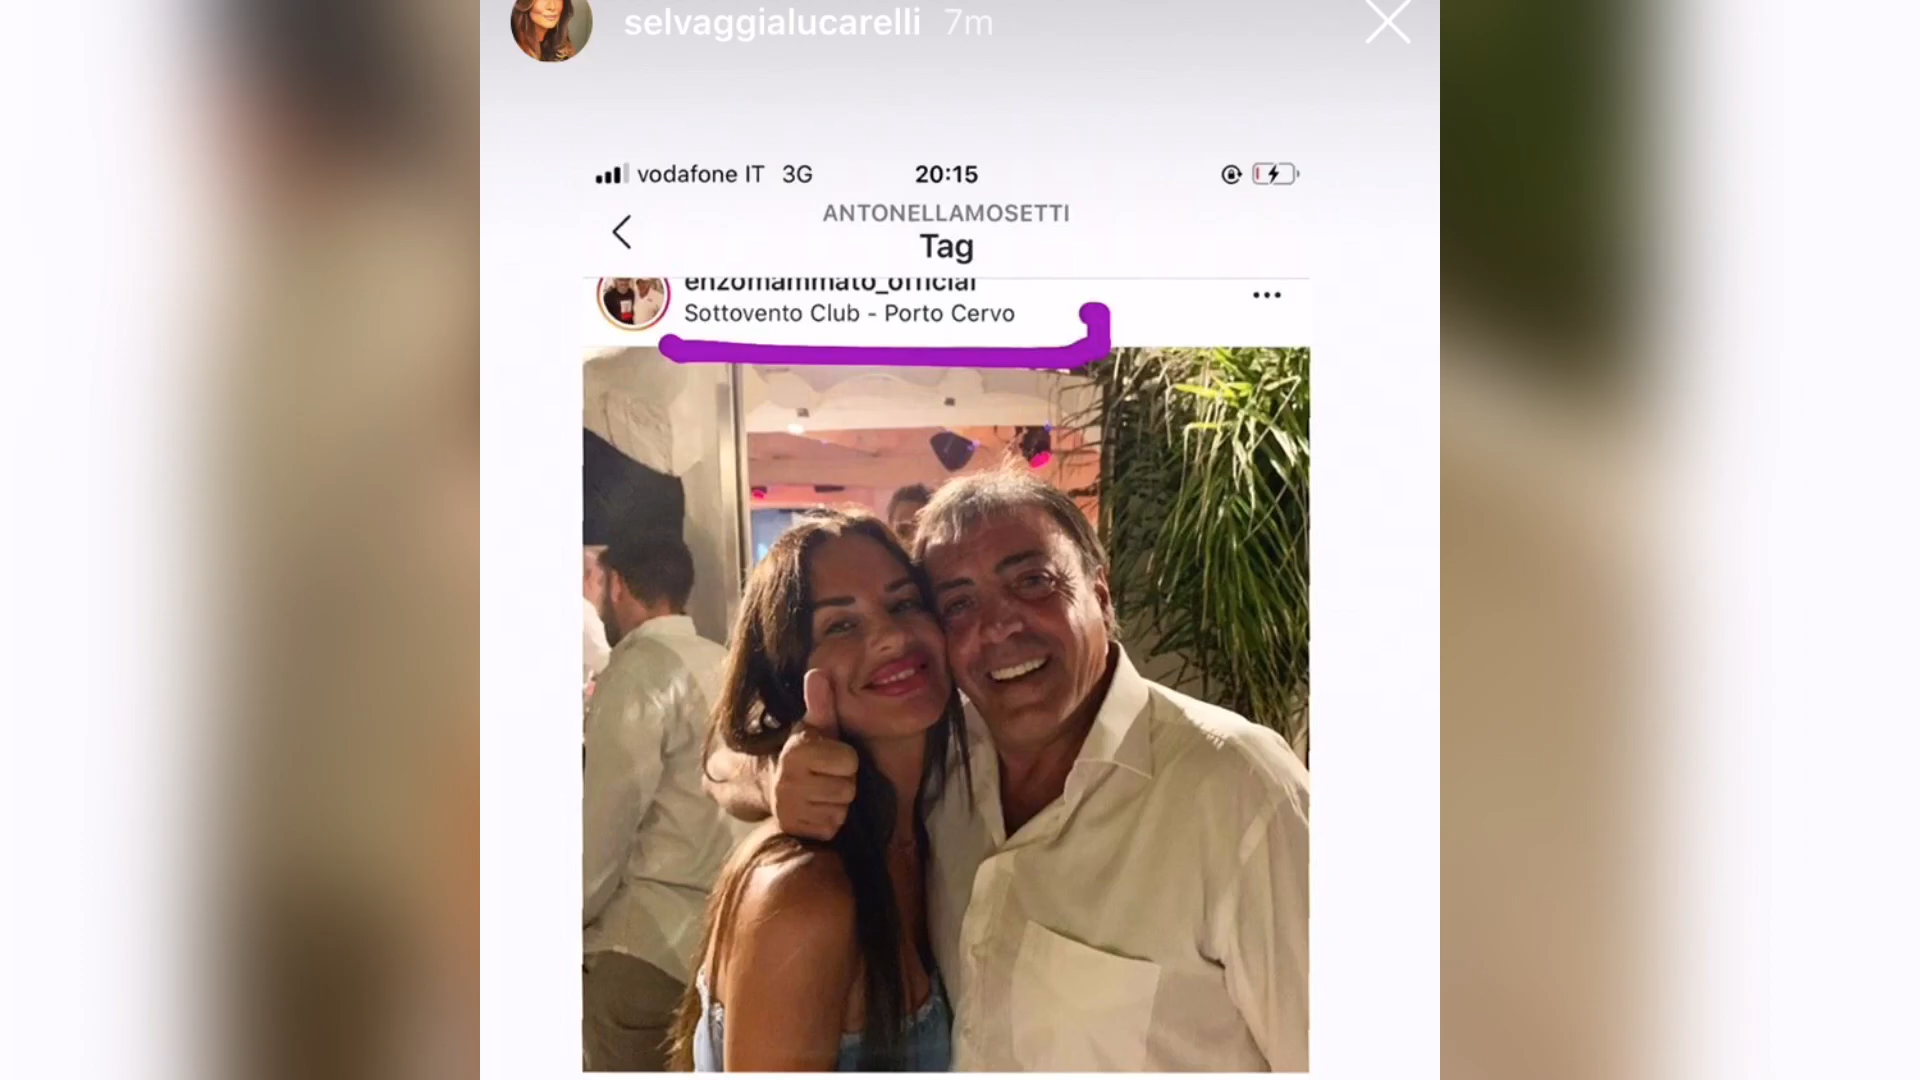 selvaggialucarelli 7m
vodafone IT 3G 20:15
ANTONELLAMOSETTI
Tag
enzomammato_official
Sottovento Club - Porto Cervo